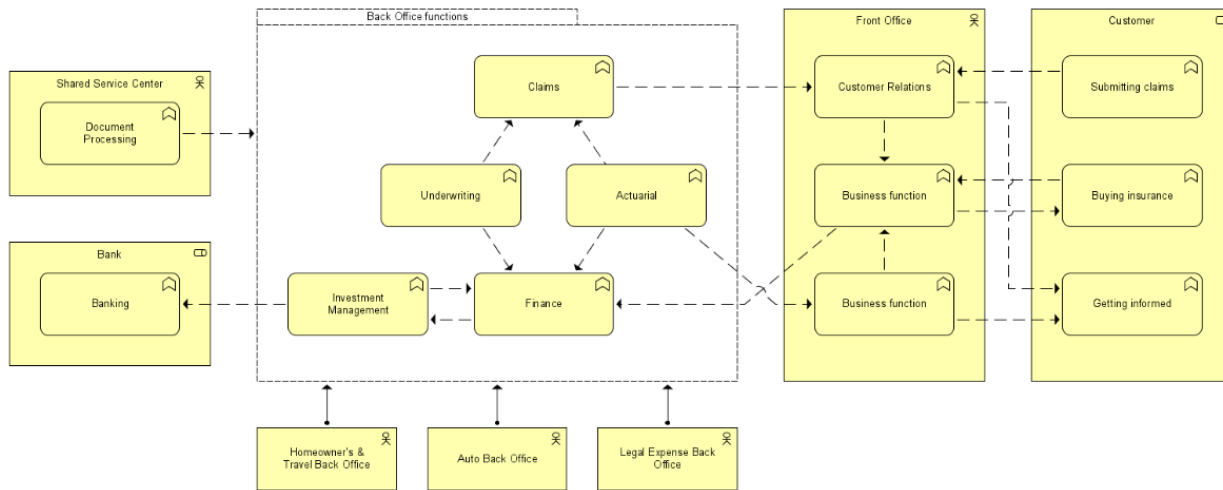 Back Office functions
Front Office
Customer
Shared Service Center
Document
Processing
Claims
Customer Relations
Submitting claims
Underwriting
Actuarial
Business function
Buying insurance
Bank
Banking
Investment
Management
Finance
Business function
Getting informed
Homeowner's &
Travel Back Office
Auto Back Office
Legal Expense Back
Office